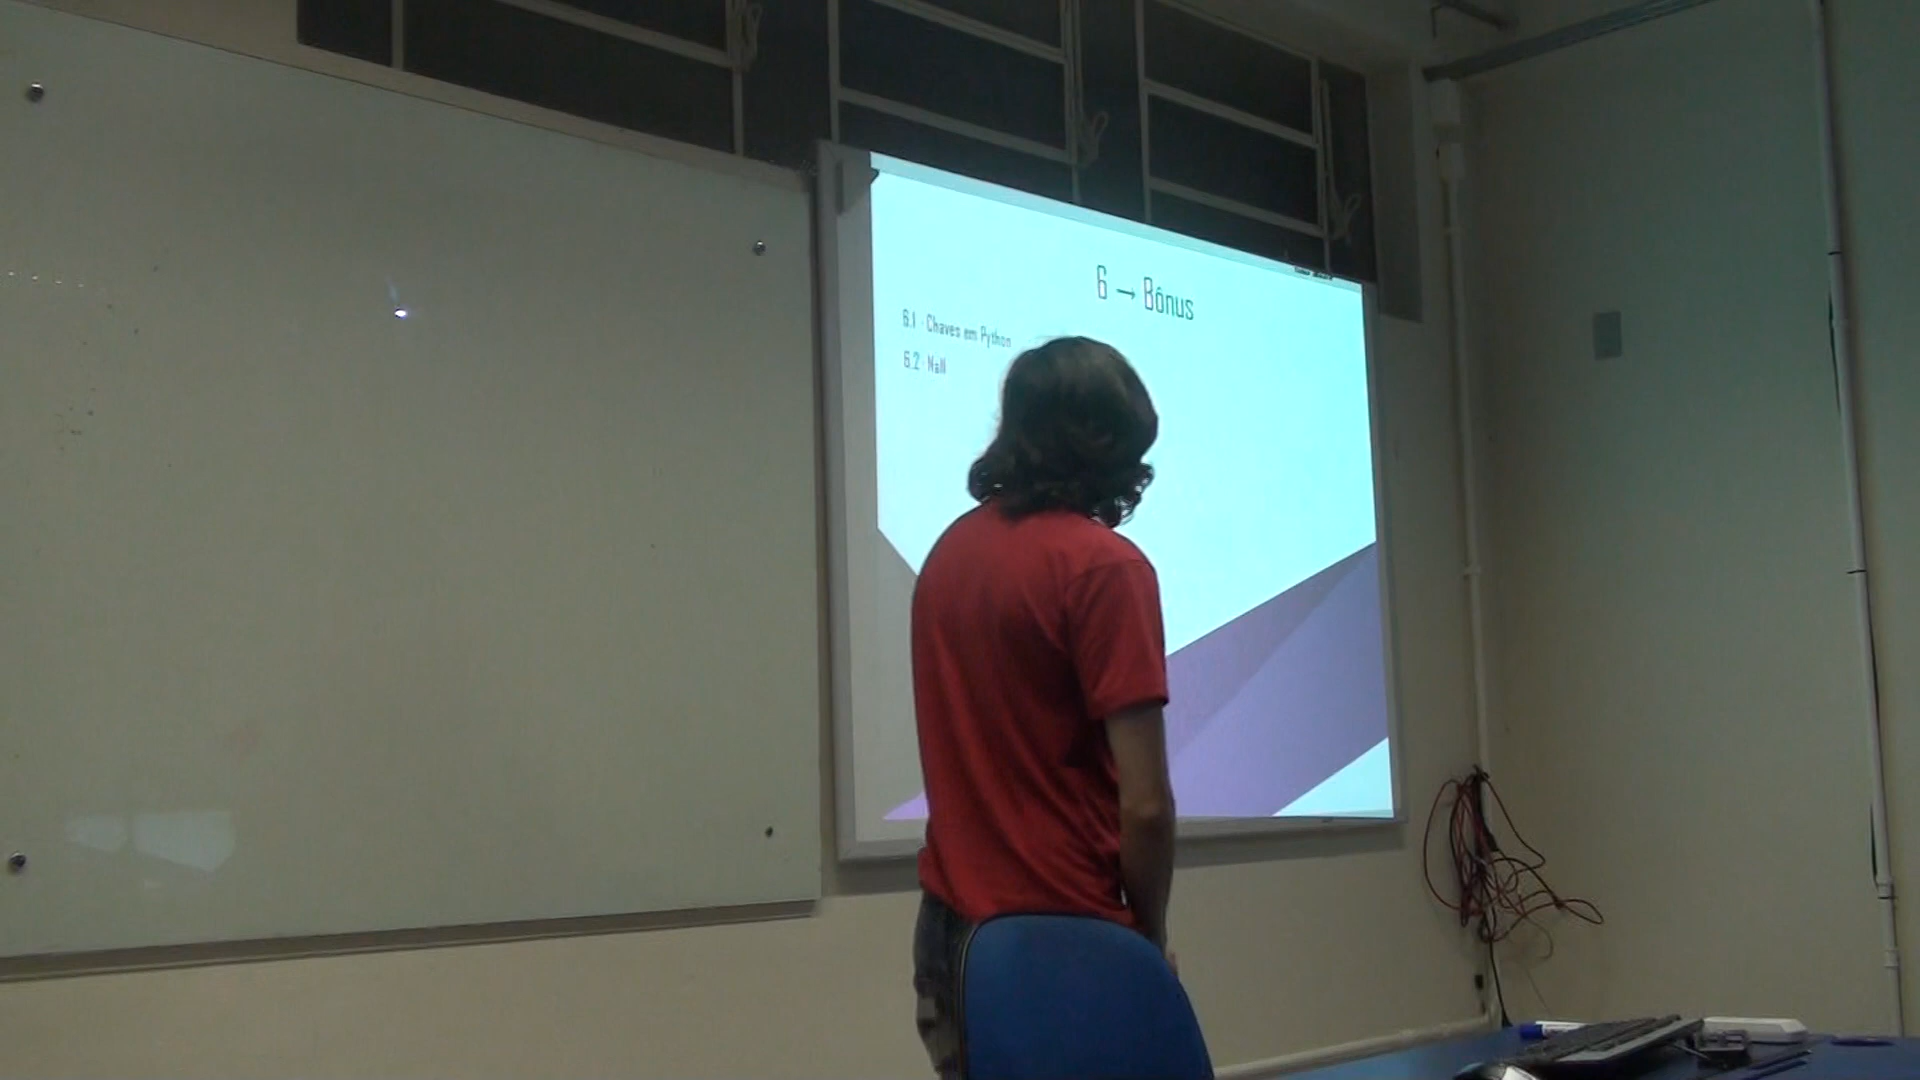 6 → Bônus
6.1 - Chaves em Python
6.2 - NaN